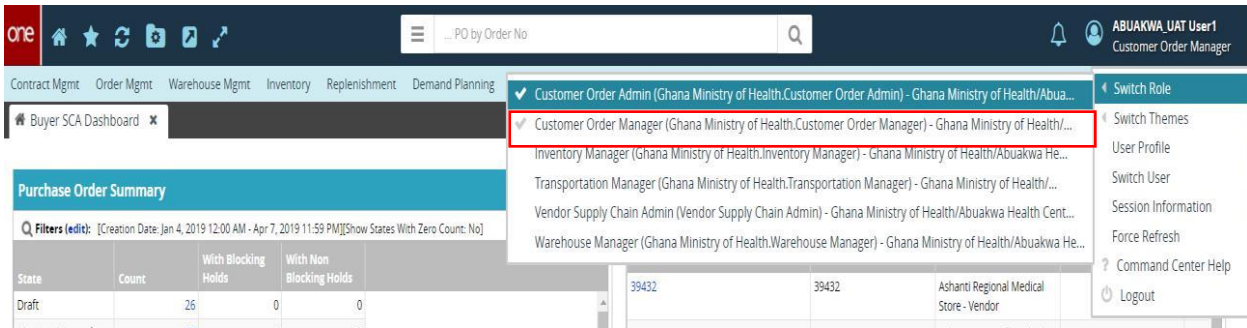 one
... PO by Order No
ABUAKWA_UAT User1
Customer Order Manager
Contract Mgmt Order Mgmt Warehouse Mgmt Inventory Replenishment Demand Planning
Buyer SCA Dashboard
Customer Order Admin (Ghana Ministry of Health.Customer Order Admin) - Ghana Ministry of Health/Abua...
Customer Order Manager (Ghana Ministry of Health.Customer Order Manager) - Ghana Ministry of Health/...
Inventory Manager (Ghana Ministry of Health.Inventory Manager) - Ghana Ministry of Health/Abuakwa He...
Transportation Manager (Ghana Ministry of Health.Transportation Manager) - Ghana Ministry of Health/...
Vendor Supply Chain Admin (Vendor Supply Chain Admin) - Ghana Ministry of Health/Abuakwa Health Cent...
Warehouse Manager (Ghana Ministry of Health.Warehouse Manager) - Ghana Ministry of Health/Abuakwa He...
Switch Role
Switch Themes
User Profile
Switch User
Session Information
Force Refresh
? Command Center Help
Logout
Purchase Order Summary
Filters (edit): [Creation Date: Jan 4, 2019 12:00 AM - Apr 7, 2019 11:59 PM][Show States With Zero Count: No]
State Count With Blocking Holds With Non Blocking Holds
Draft 26 0 0
39432 39432 Ashanti Regional Medical
Store - Vendor